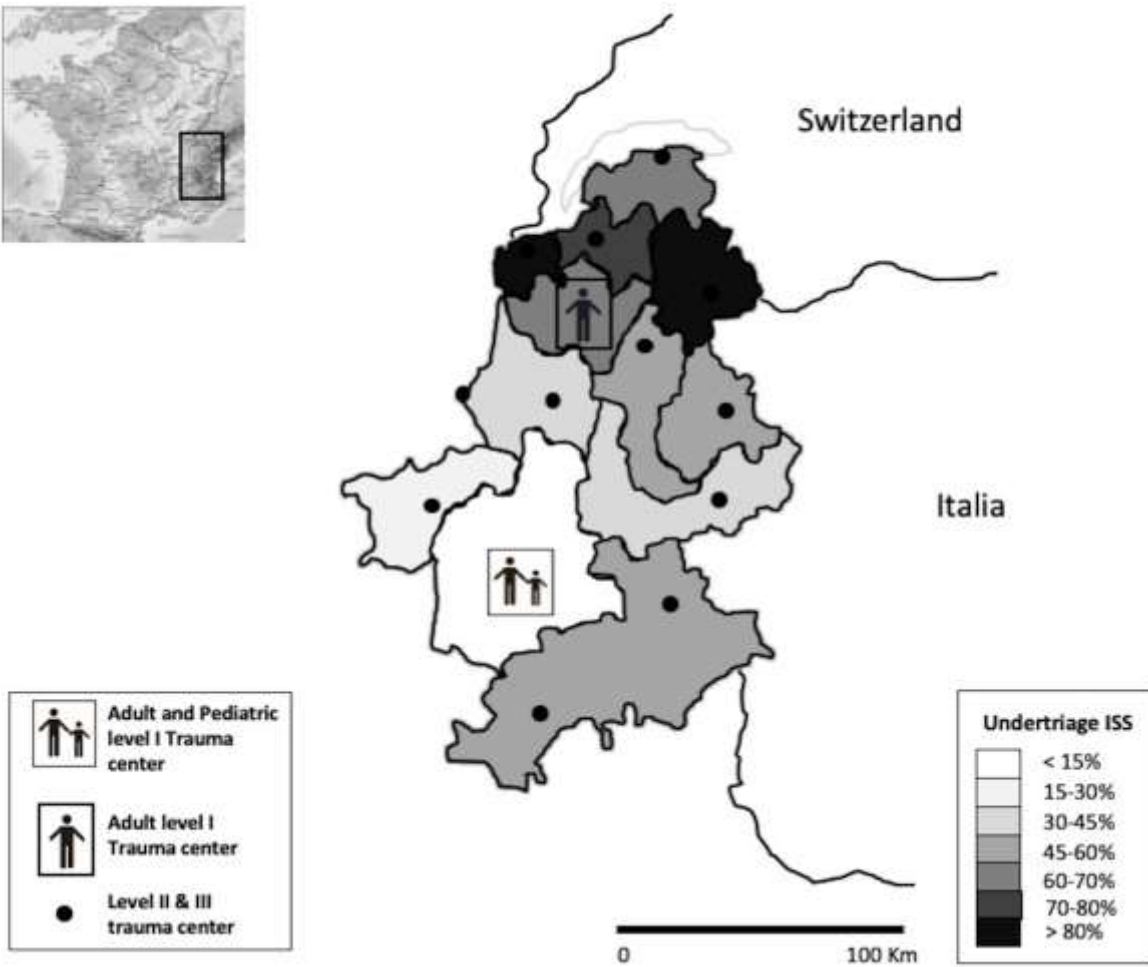 Switzerland
Italia
Adult and Pediatric
level I Trauma
center
Adult level I
Trauma center
Level II & III
trauma center
0
100 Km
Undertriage ISS
< 15%
15-30%
30-45%
45-60%
60-70%
70-80%
> 80%